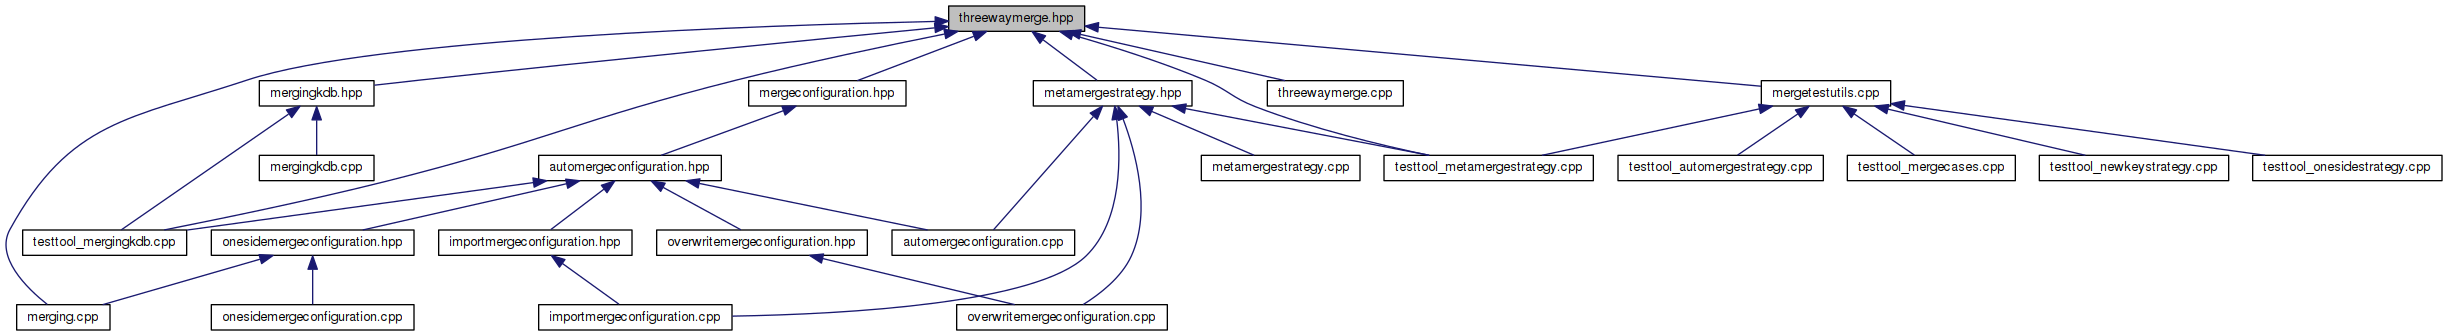 threewaymerge.hpp
mergingkdb.hpp
mergeconfiguration.hpp
metamergestrategy.hpp
threewaymerge.cpp
mergetestutils.cpp
mergingkdb.cpp
automergeconfiguration.hpp
metamergestrategy.cpp
testtool_metamergestrategy.cpp
testtool_automergestrategy.cpp
testtool_mergecases.cpp
testtool_newkeystrategy.cpp
testtool_onesidestrategy.cpp
testtool_mergingkdb.cpp
onesidemergeconfiguration.hpp
importmergeconfiguration.hpp
overwritemergeconfiguration.hpp
automergeconfiguration.cpp
merging.cpp
onesidemergeconfiguration.cpp
importmergeconfiguration.cpp
overwritemergeconfiguration.cpp